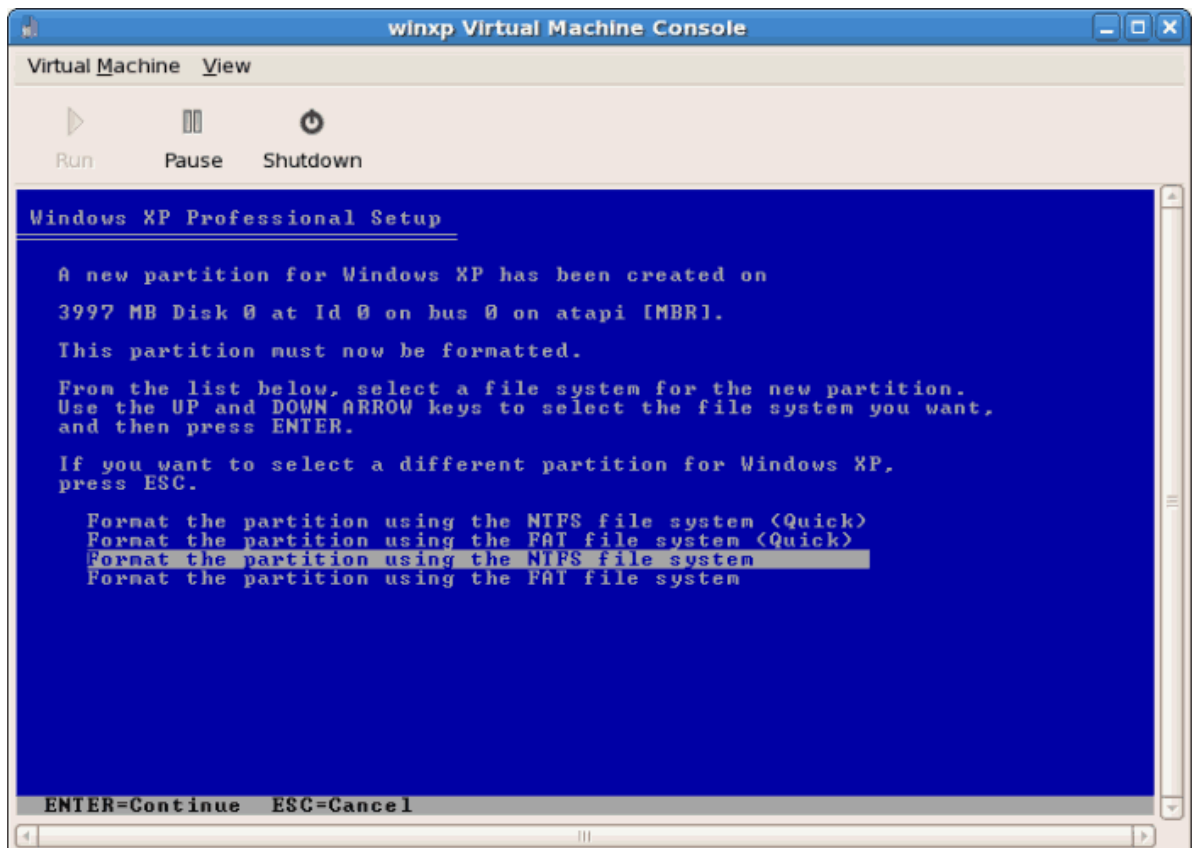 winxp Virtual Machine Console
Virtual Machine View
Run Pause Shutdown
Windows XP Professional Setup
A new partition for Windows XP has been created on
3997 MB Disk 0 at Id 0 on bus 0 on atapi [MBR].
This partition must now be formatted.
From the list below, select a file system for the new partition.
Use the UP and DOWN ARROW keys to select the file system you want,
and then press ENTER.
If you want to select a different partition for Windows XP,
press ESC.
Format the partition using the NTFS file system (Quick)
Format the partition using the FAT file system (Quick)
Format the partition using the NTFS file system
Format the partition using the FAT file system
ENTER=Continue ESC=Cancel